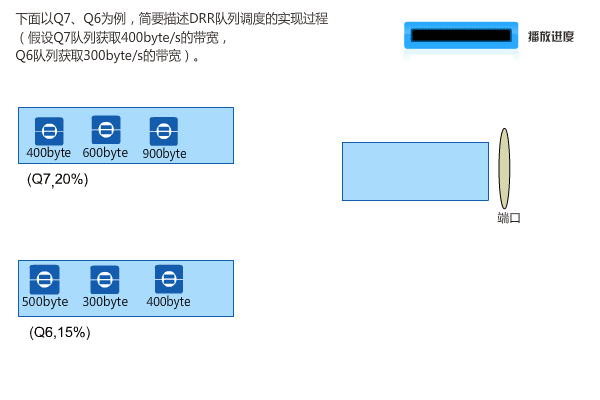 下面以Q7、Q6为例，简要描述DRR队列调度的实现过程
（假设Q7队列获取400byte/s的带宽，
Q6队列获取300byte/s的带宽）。
播放进度
400byte 600byte 900byte
(Q7,20%)
端口
500byte 300byte 400byte
(Q6,15%)